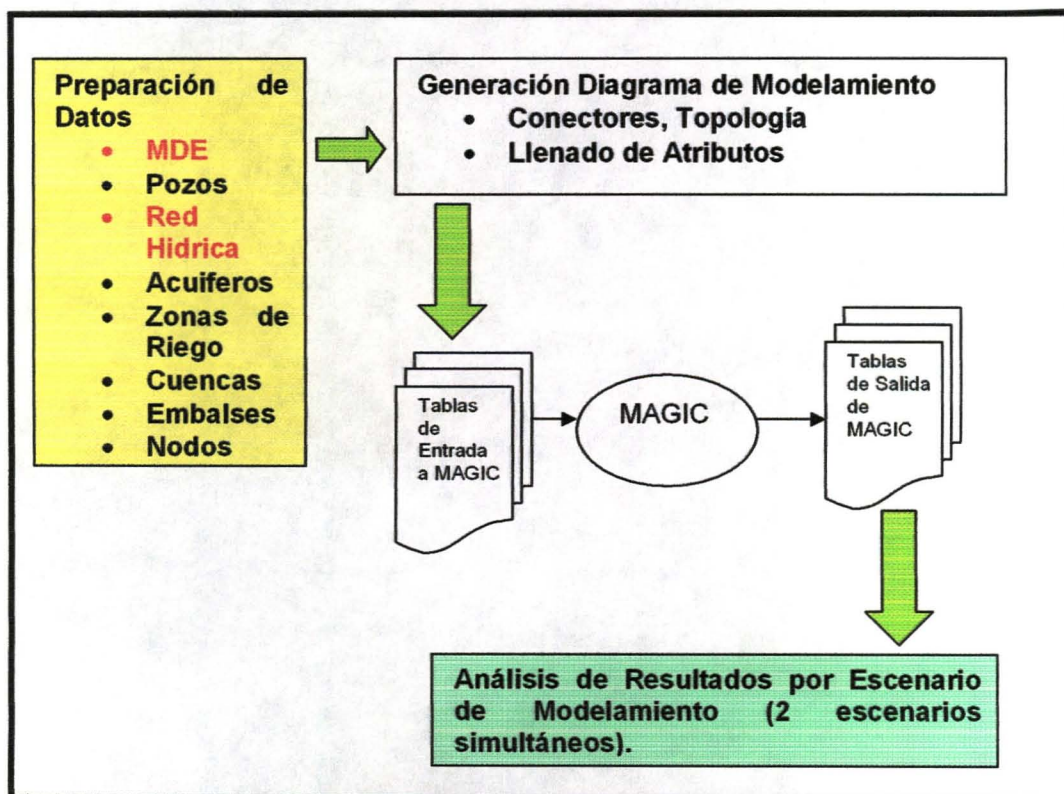 Preparación de
Datos
• MDE
• Pozos
• Red
Hidrica
• Acuiferos
• Zonas de
Riego
• Cuencas
• Embalses
• Nodos
Generación Diagrama de Modelamiento
• Conectores, Topología
• Llenado de Atributos
Tablas
de
Entrada
a MAGIC
MAGIC
Tablas
de Salida
de
MAGIC
Análisis de Resultados por Escenario
de Modelamiento (2 escenarios
simultáneos).